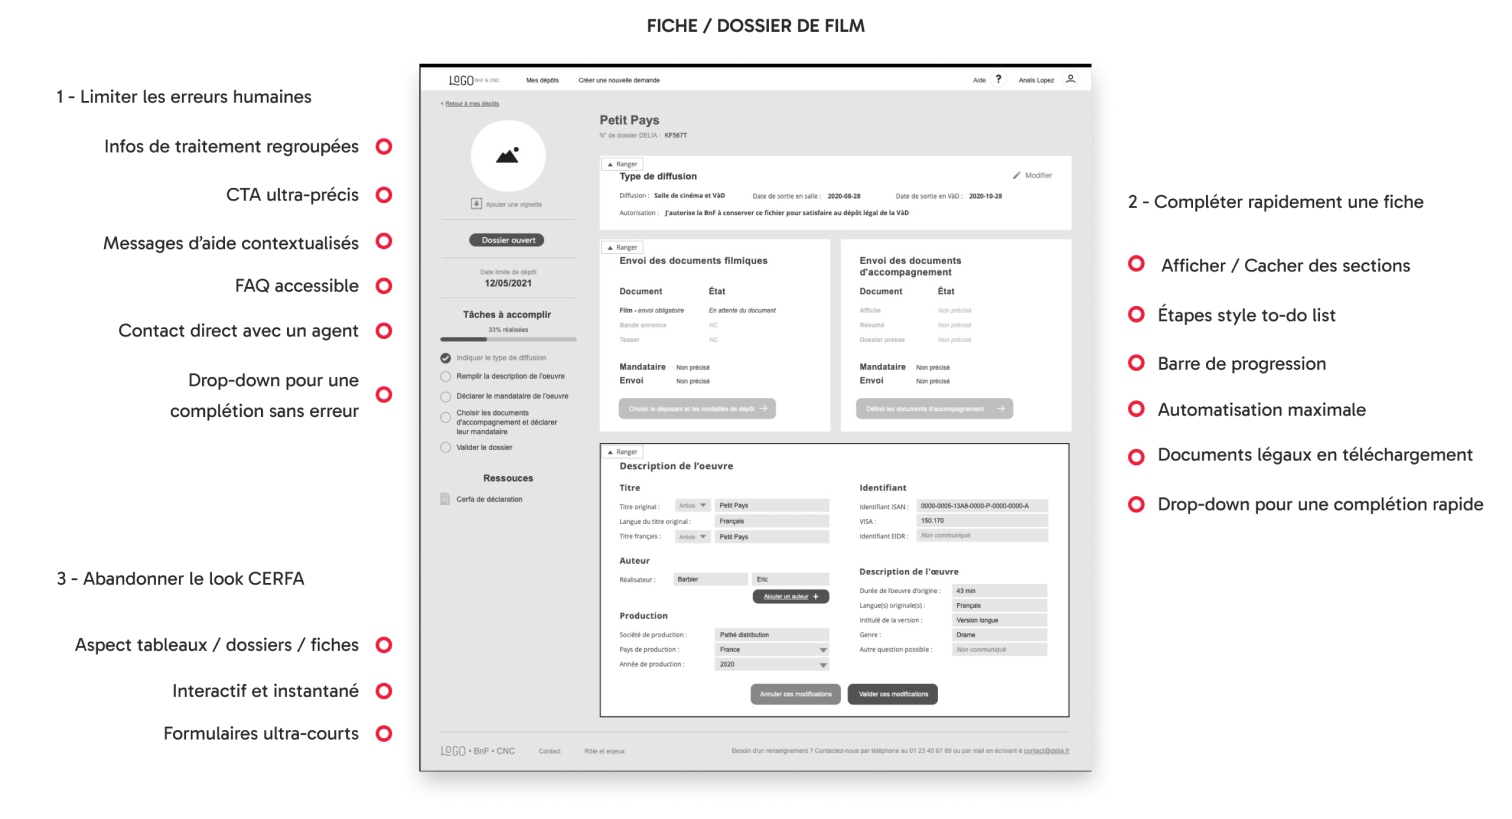 FICHE / DOSSIER DE FILM
1 - Limiter les erreurs humaines
Infos de traitement regroupées
CTA ultra-précis
Messages d'aide contextualisés
FAQ accessible
Contact direct avec un agent
Drop-down pour une
complétion sans erreur
3 - Abandonner le look CERFA
Aspect tableaux / dossiers / fiches
Interactif et instantané
Formulaires ultra-courts
LOGO BnF & CNC Mes dépôts Créer une nouvelle demande Aide ? Anaïs Lopez
< Retour à mes dépôts
Ajouter une vignette
Dossier ouvert
Date limite de dépôt
12/05/2021
Tâches à accomplir
33% réalisées
Indiquer le type de diffusion
Remplir la description de l'oeuvre
Déclarer le mandataire de l'oeuvre
Choisir les documents
d'accompagnement et déclarer
leur mandataire
Valider le dossier
Ressouces
Cerfa de déclaration
Petit Pays
N° de dossier DELIA : KF567T
Ranger
Type de diffusion Modifier
Diffusion : Salle de cinéma et VàD Date de sortie en salle : 2020-08-28 Date de sortie en VàD : 2020-10-28
Autorisation : J'autorise la BnF à conserver ce fichier pour satisfaire au dépôt légal de la VàD
Ranger
Envoi des documents filmiques
Document État
Film - envoi obligatoire En attente du document
Bande annonce NC
Teaser NC
Mandataire Non précisé
Envoi Non précisé
Choisir le déposant et les modalités de dépôt →
Envoi des documents
d'accompagnement
Document État
Affiche Non précisé
Résumé Non précisé
Dossier presse Non précisé
Mandataire Non précisé
Envoi Non précisé
Définir les documents d'accompagnement →
Ranger
Description de l'oeuvre
Titre
Titre original : Article Petit Pays
Langue du titre original : Français
Titre français : Article Petit Pays
Auteur
Réalisateur : Barbier Eric
Ajouter un auteur +
Production
Société de production : Pathé distribution
Pays de production : France
Année de production : 2020
Identifiant
Identifiant ISAN : 0000-0005-13A8-0000-P-0000-0000-A
VISA : 150.170
Identifiant EIDR : Non communiqué
Description de l'œuvre
Durée de l'oeuvre d'origine : 43 min
Langue(s) originale(s) : Français
Intitulé de la version : Version longue
Genre : Drame
Autre question possible : Non communiqué
Annuler ces modifications Valider ces modifications
LOGO • BnF • CNC Contact Rôle et enjeux Besoin d'un renseignement ? Contactez-nous par téléphone au 01 23 45 67 89 ou par mail en écrivant à contact@delia.fr
2 - Compléter rapidement une fiche
Afficher / Cacher des sections
Étapes style to-do list
Barre de progression
Automatisation maximale
Documents légaux en téléchargement
Drop-down pour une complétion rapide